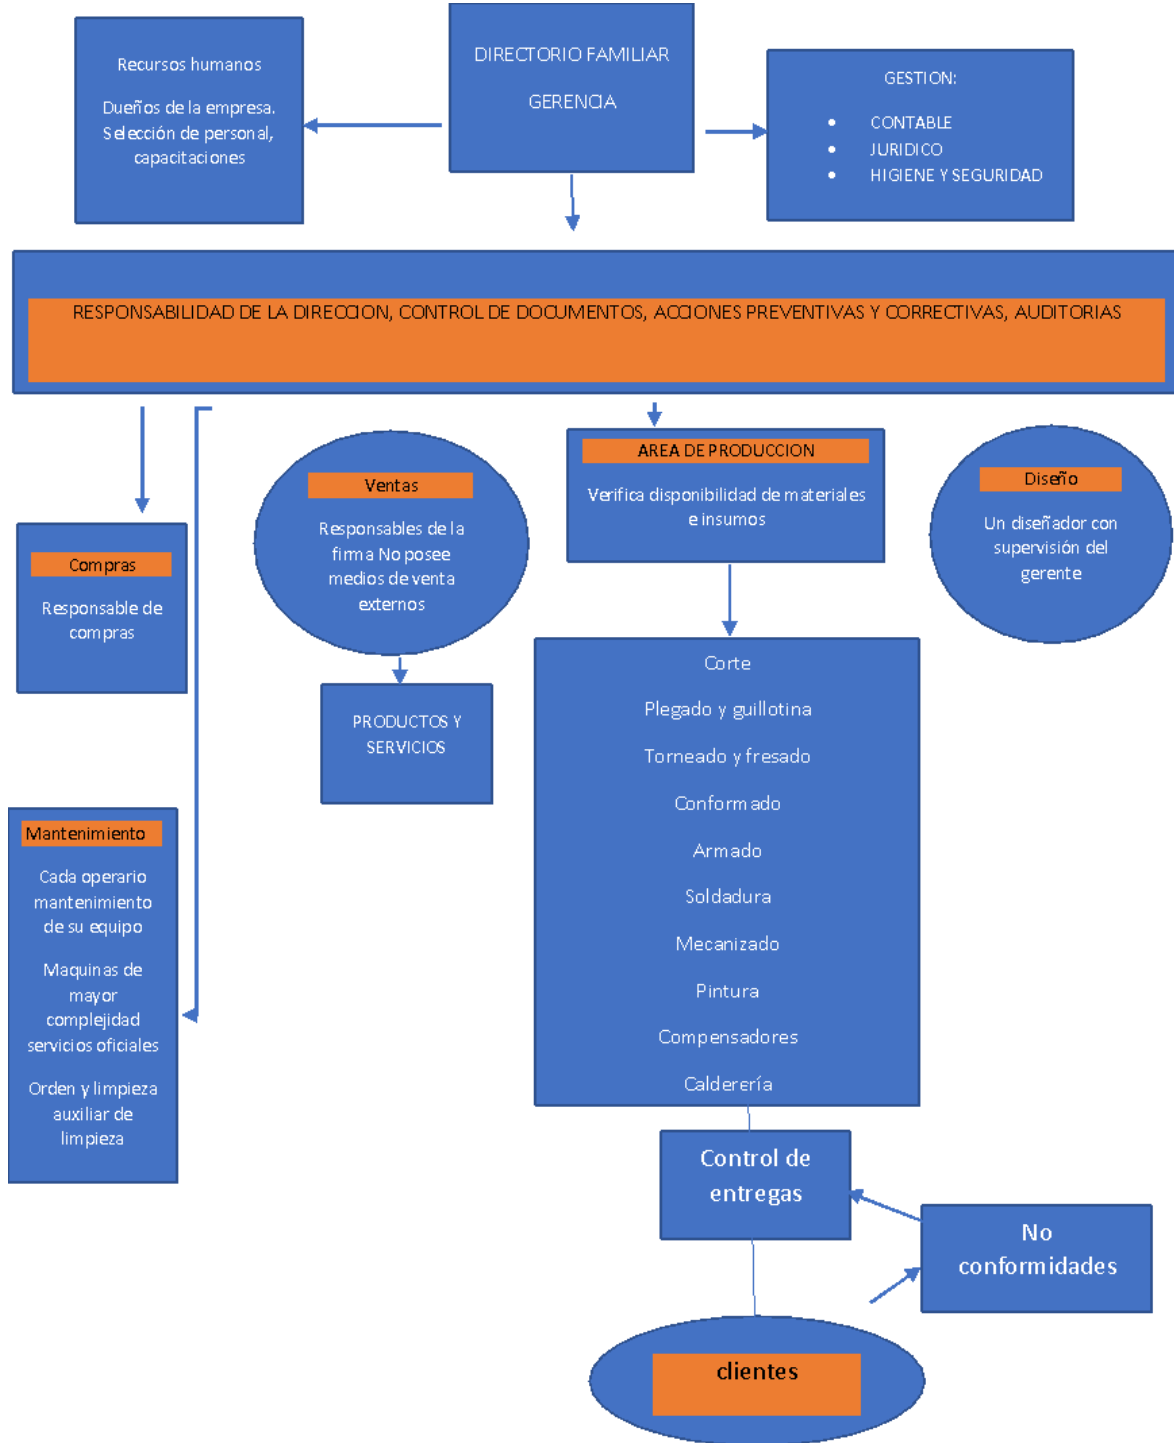 DIRECTORIO FAMILIAR
GERENCIA
Recursos humanos
Dueños de la empresa.
Selección de personal,
capacitaciones
GESTION:
• CONTABLE
• JURIDICO
• HIGIENE Y SEGURIDAD
RESPONSABILIDAD DE LA DIRECCION, CONTROL DE DOCUMENTOS, ACCIONES PREVENTIVAS Y CORRECTIVAS, AUDITORIAS
Compras
Responsable de
compras
Ventas
Responsables de la
firma No posee
medios de venta
externos
PRODUCTOS Y
SERVICIOS
AREA DE PRODUCCION
Verifica disponibilidad de materiales
e insumos
Diseño
Un diseñador con
supervisión del
gerente
Corte
Plegado y guillotina
Torneado y fresado
Conformado
Armado
Soldadura
Mecanizado
Pintura
Compensadores
Calderería
Mantenimiento
Cada operario
mantenimiento
de su equipo
Maquinas de
mayor
complejidad
servicios oficiales
Orden y limpieza
auxiliar de
limpieza
Control de
entregas
No
conformidades
clientes